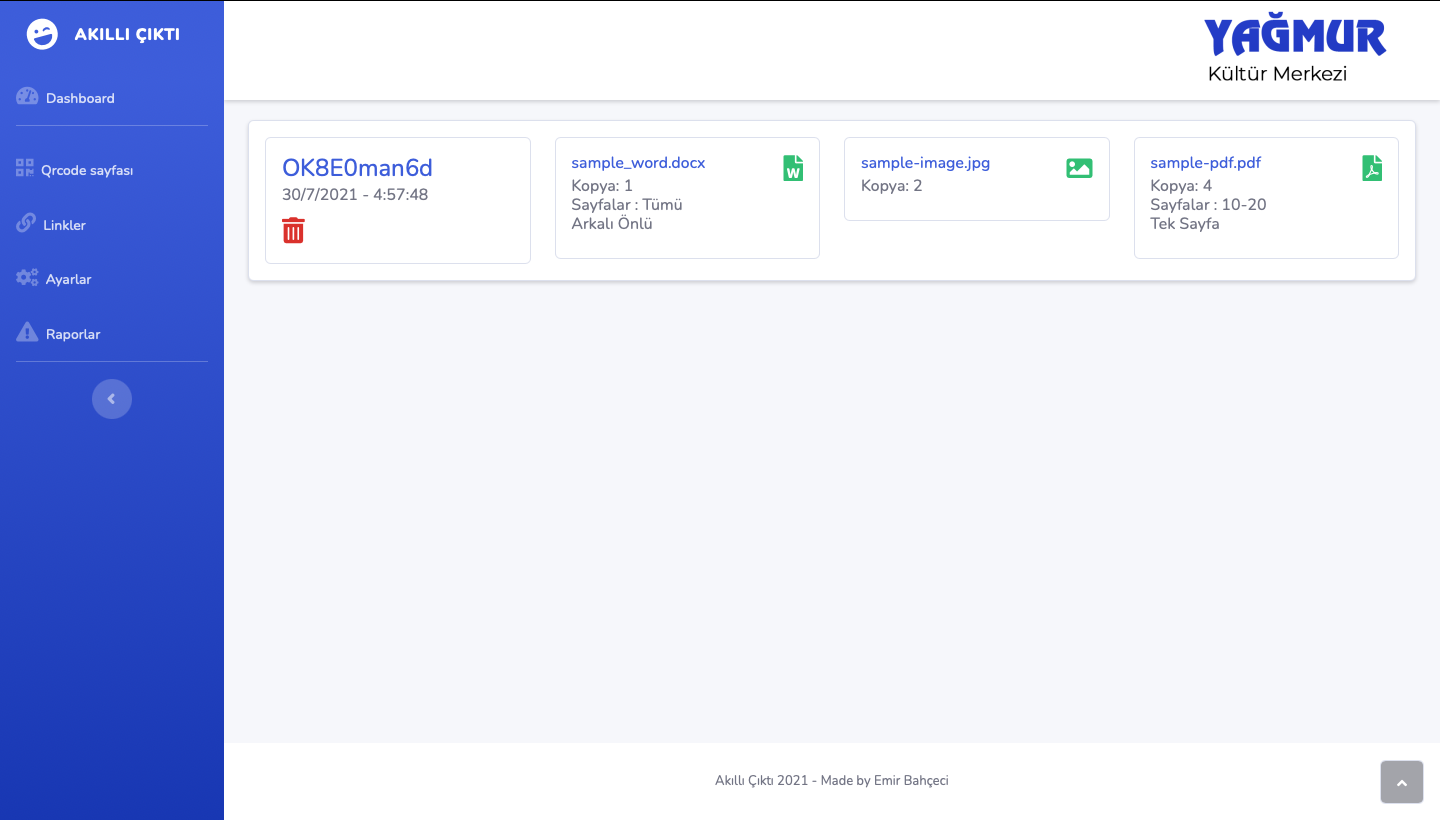 AKILLI ÇIKTI
Dashboard
Qrcode sayfası
Linkler
Ayarlar
Raporlar
YAĞMUR
Kültür Merkezi
OK8E0man6d
30/7/2021 - 4:57:48
sample_word.docx
Kopya: 1
Sayfalar : Tümü
Arkalı Önlü
W
sample-image.jpg
Kopya: 2
sample-pdf.pdf
Kopya: 4
Sayfalar : 10-20
Tek Sayfa
Akıllı Çıktı 2021 - Made by Emir Bahçeci